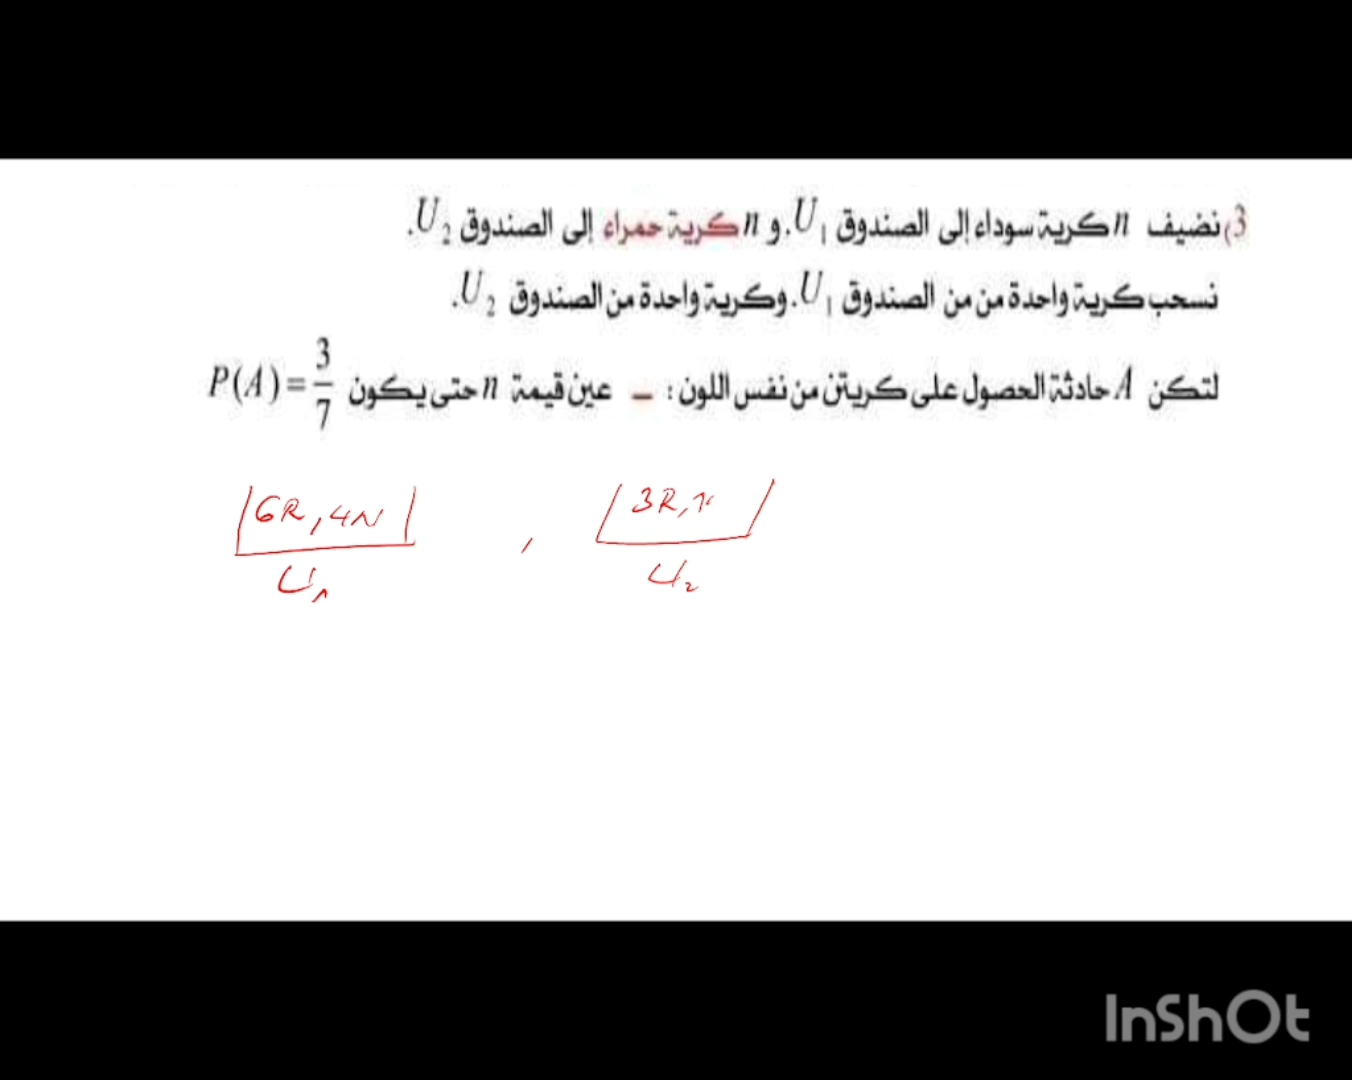 3) نضيف n كرية سوداء إلى الصندوق U₁. و n كرية حمراء إلى الصندوق U₂.
نسحب كرية واحدة من من الصندوق U₁. وكرية واحدة من الصندوق U₂.
لتكن A حادثة الحصول على كريتن من نفس اللون : – عين قيمة n حتى يكون P(A)=3/7
6R,4N , 3R,
U₁ U₂
InShOt